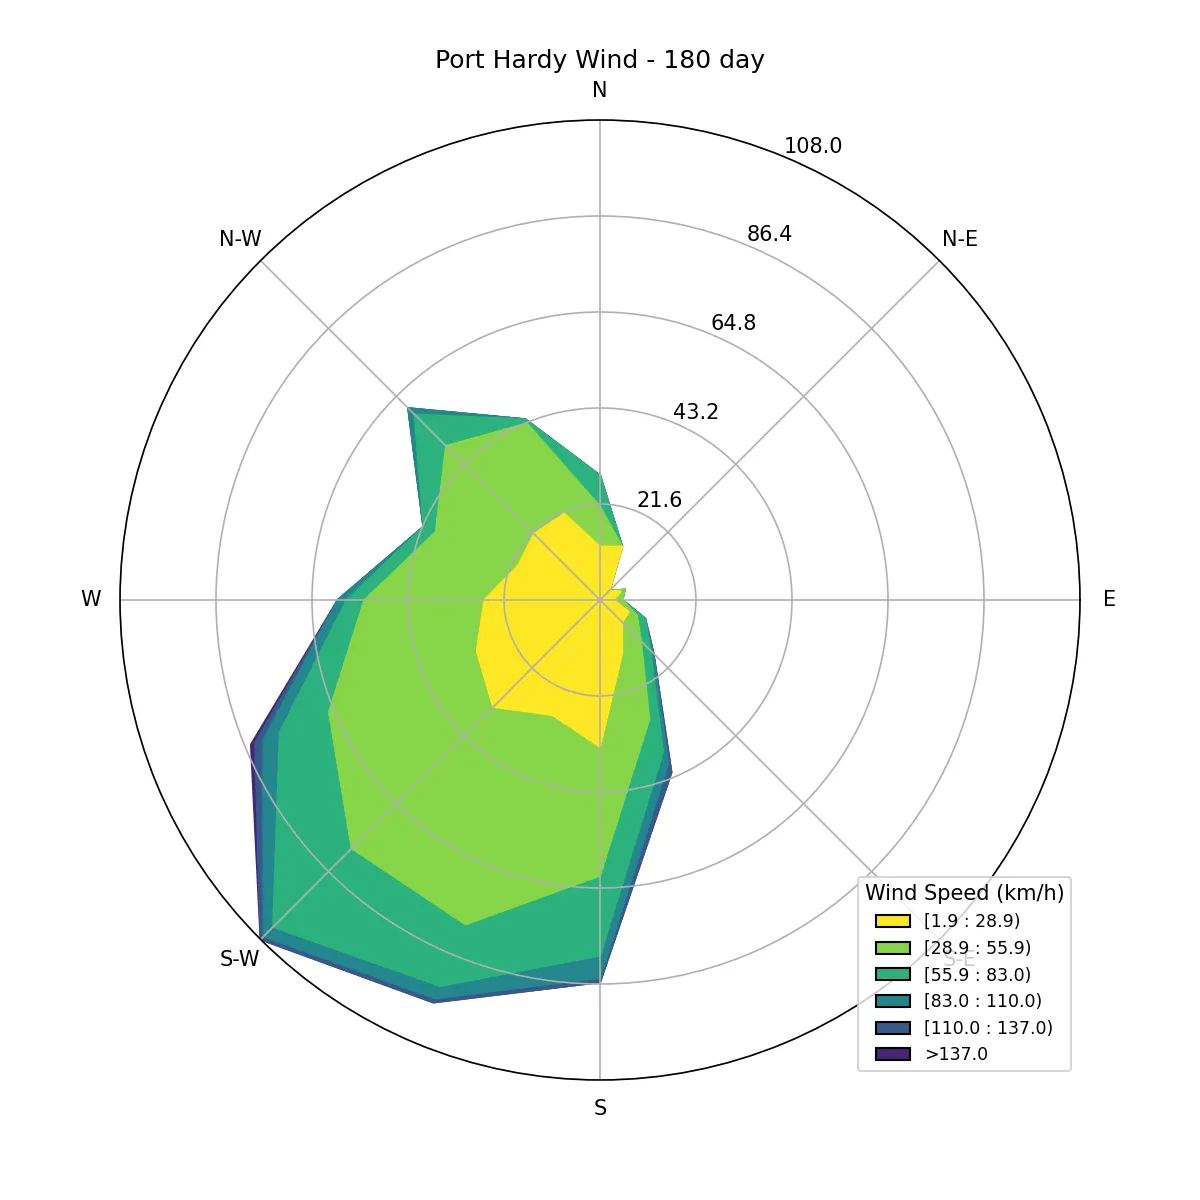 Port Hardy Wind - 180 day
N
108.0
N-W
N-E
86.4
64.8
43.2
21.6
W
E
S-W
S-E
S
Wind Speed (km/h)
[1.9 : 28.9)
[28.9 : 55.9)
[55.9 : 83.0)
[83.0 : 110.0)
[110.0 : 137.0)
>137.0